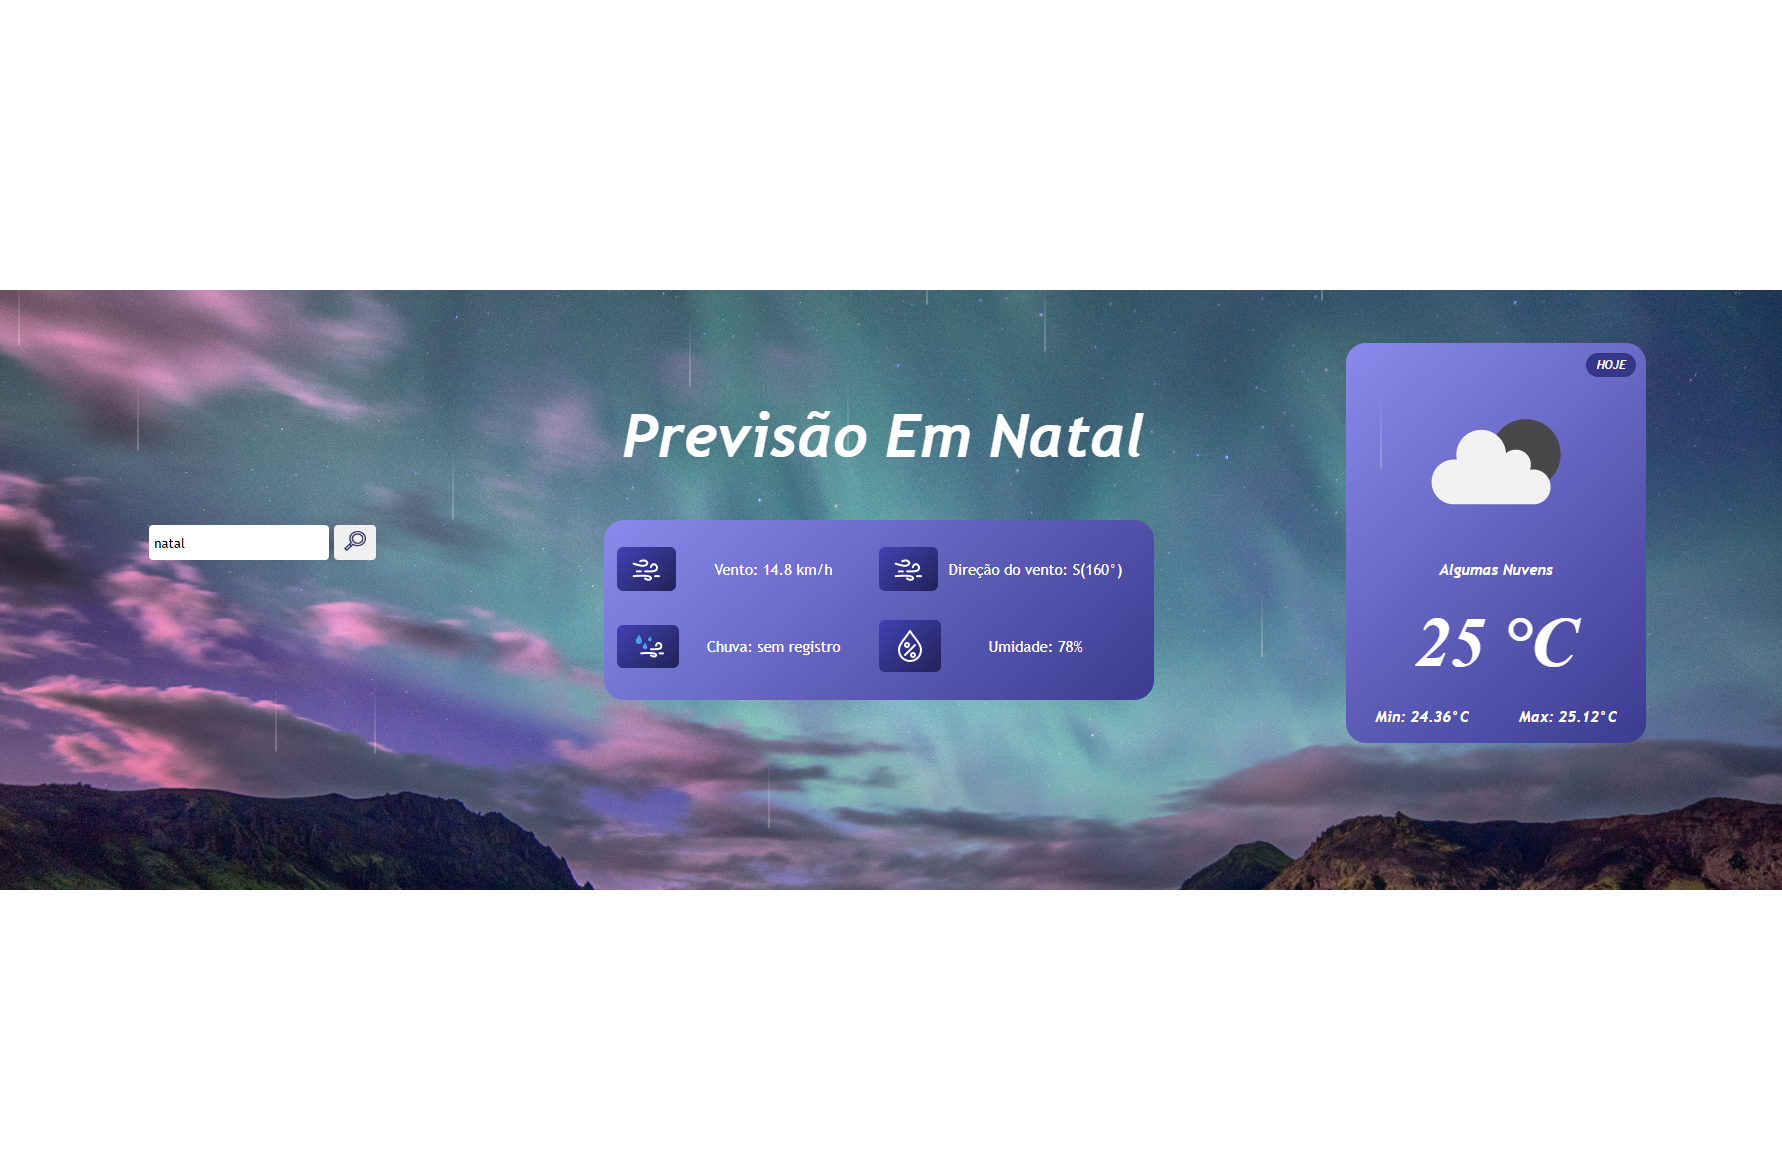 HOJE
Previsão Em Natal
natal
Vento: 14.8 km/h
Direção do vento: S(160°)
Chuva: sem registro
Umidade: 78%
Algumas Nuvens
25 °C
Min: 24.36°C
Max: 25.12°C